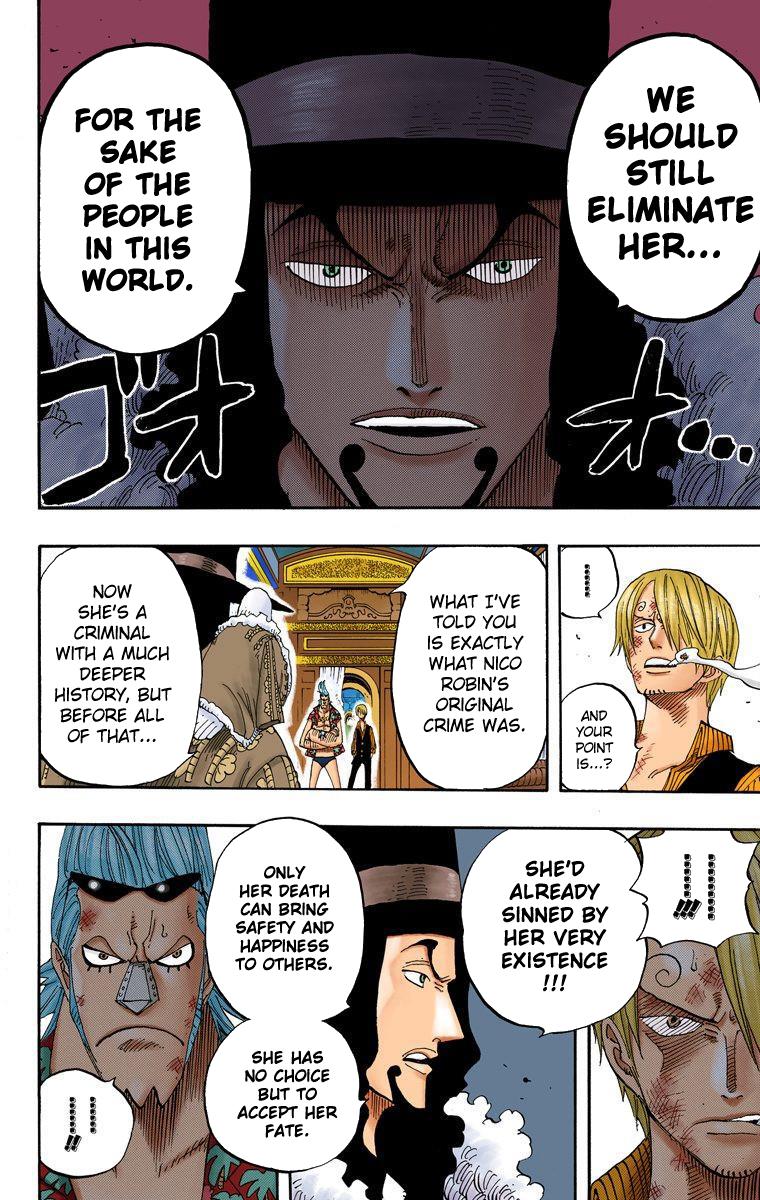 WE
SHOULD
STILL
ELIMINATE
HER...
FOR THE
SAKE
OF THE
PEOPLE
IN THIS
WORLD.
ゴオオ...
......
AND
YOUR
POINT
IS...?
WHAT I'VE
TOLD YOU
IS EXACTLY
WHAT NICO
ROBIN'S
ORIGINAL
CRIME WAS.
NOW
SHE'S A
CRIMINAL
WITH A MUCH
DEEPER
HISTORY, BUT
BEFORE ALL
OF THAT...
......!!!
SHE'D
ALREADY
SINNED BY
HER VERY
EXISTENCE
!!!
ONLY
HER DEATH
CAN BRING
SAFETY AND
HAPPINESS
TO OTHERS.
SHE HAS
NO CHOICE
BUT TO
ACCEPT HER
FATE.
......!!